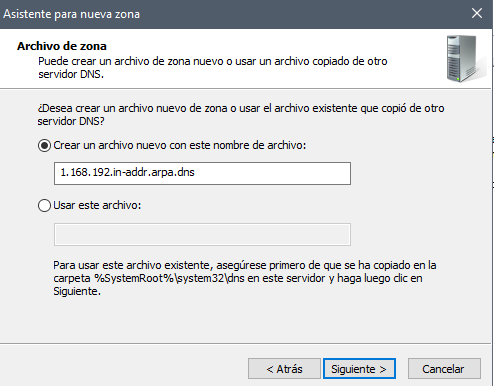 Asistente para nueva zona
Archivo de zona
Puede crear un archivo de zona nuevo o usar un archivo copiado de otro
servidor DNS.
¿Desea crear un archivo nuevo de zona o usar el archivo existente que copió de otro
servidor DNS?
Crear un archivo nuevo con este nombre de archivo:
1.168.192.in-addr.arpa.dns
Usar este archivo:
Para usar este archivo existente, asegúrese primero de que se ha copiado en la
carpeta %SystemRoot%\system32\dns en este servidor y haga luego clic en
Siguiente.
< Atrás
Siguiente >
Cancelar